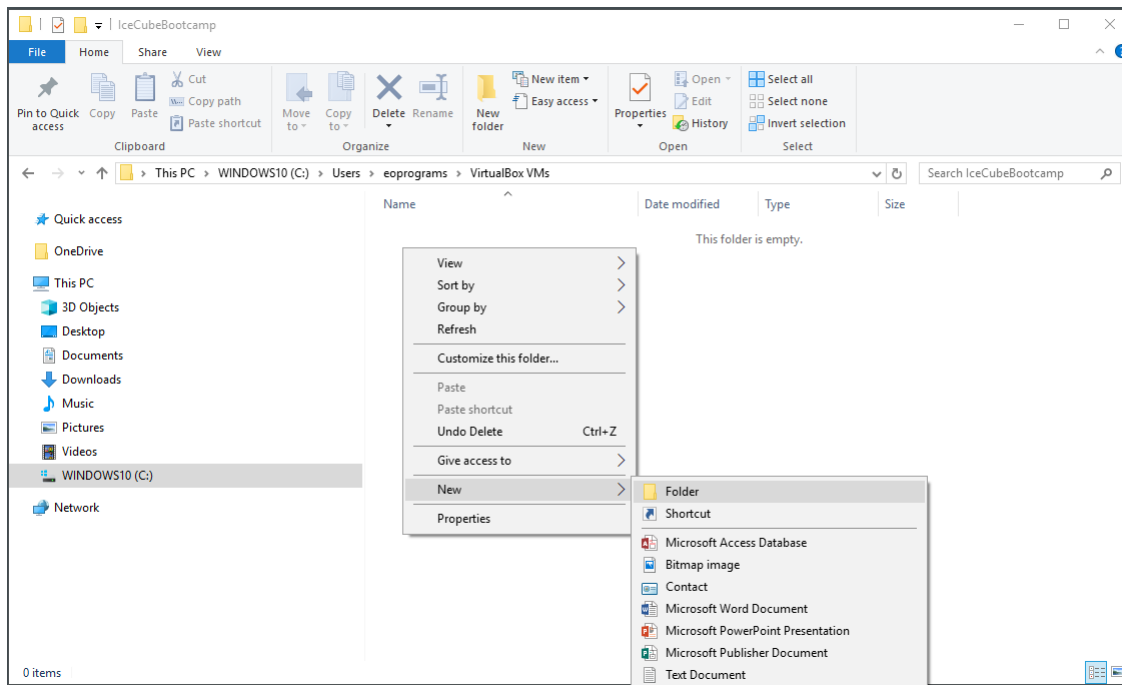 IceCubeBootcamp
File Home Share View
Pin to Quick access
Copy
Paste
Cut
Copy path
Paste shortcut
Clipboard
Move to
Copy to
Delete
Rename
Organize
New folder
New item
Easy access
New
Properties
Open
Edit
History
Open
Select all
Select none
Invert selection
Select
This PC > WINDOWS10 (C:) > Users > eoprograms > VirtualBox VMs
Search IceCubeBootcamp
Name Date modified Type Size
This folder is empty.
Quick access
OneDrive
This PC
3D Objects
Desktop
Documents
Downloads
Music
Pictures
Videos
WINDOWS10 (C:)
Network
View
Sort by
Group by
Refresh
Customize this folder...
Paste
Paste shortcut
Undo Delete Ctrl+Z
Give access to
New
Properties
Folder
Shortcut
Microsoft Access Database
Bitmap image
Contact
Microsoft Word Document
Microsoft PowerPoint Presentation
Microsoft Publisher Document
Text Document
0 items